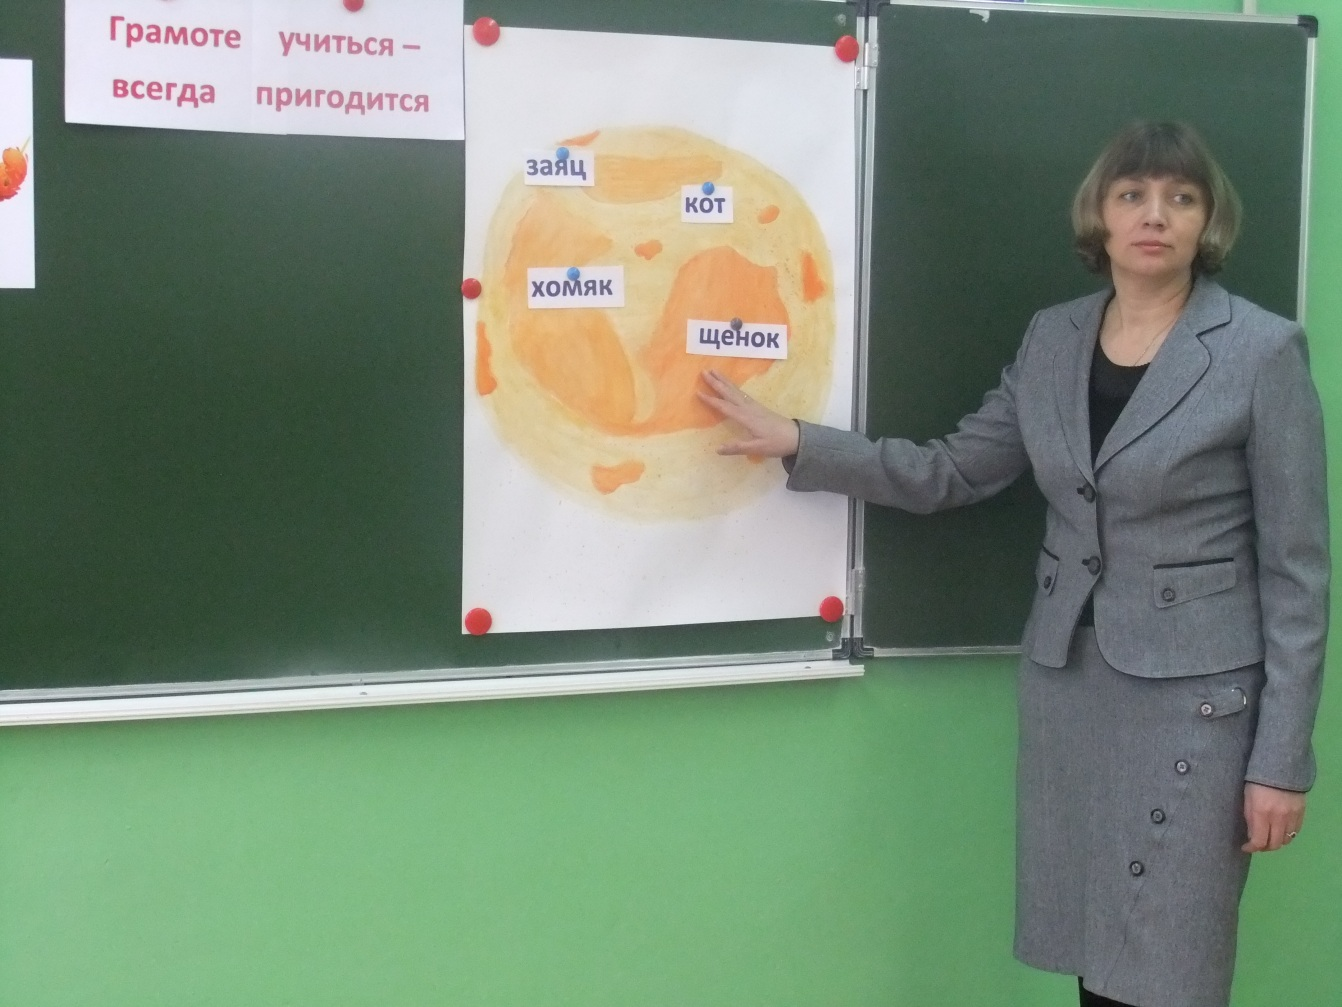 Грамоте учиться –
всегда пригодится
заяц
кот
хомяк
щенок